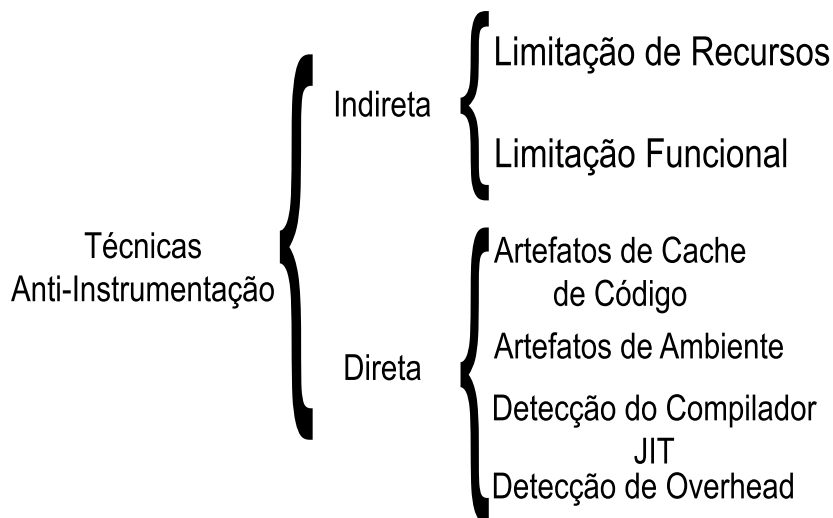 Técnicas
Anti-Instrumentação
Indireta
Limitação de Recursos
Limitação Funcional
Direta
Artefatos de Cache
de Código
Artefatos de Ambiente
Detecção do Compilador
JIT
Detecção de Overhead